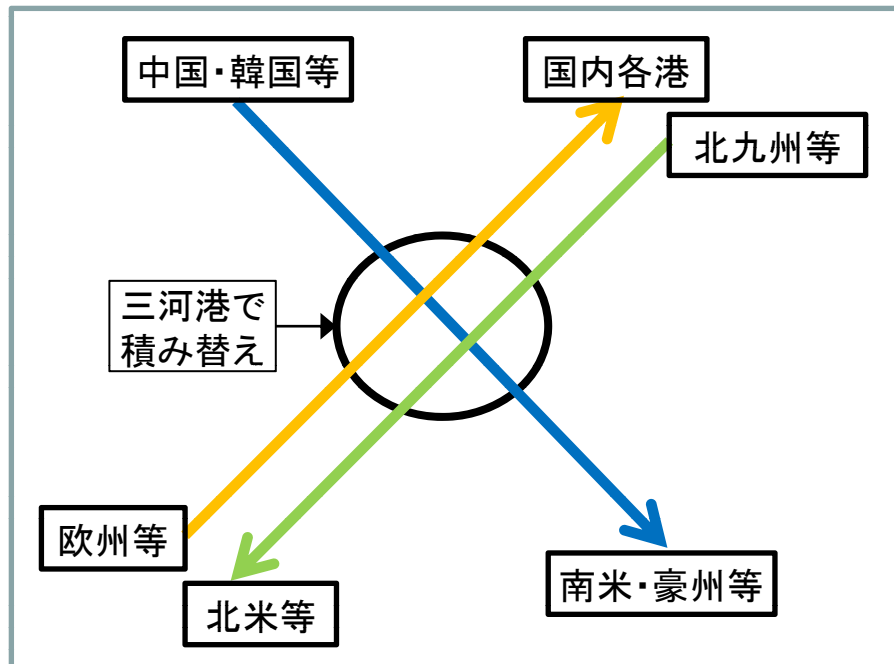 中国・韓国等
国内各港
北九州等
三河港で
積み替え
欧州等
北米等
南米・豪州等